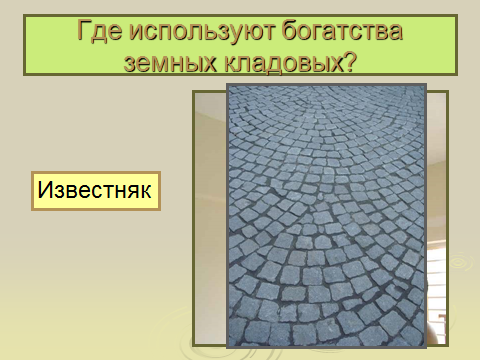 Где используют богатства
земных кладовых?
Известняк